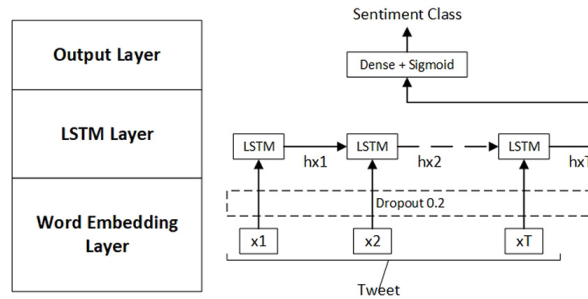 Sentiment Class
Output Layer
Dense + Sigmoid
LSTM Layer
LSTM
LSTM
LSTM
hx1
hx2
hxT
Word Embedding
Layer
Dropout 0.2
x1
x2
xT
Tweet